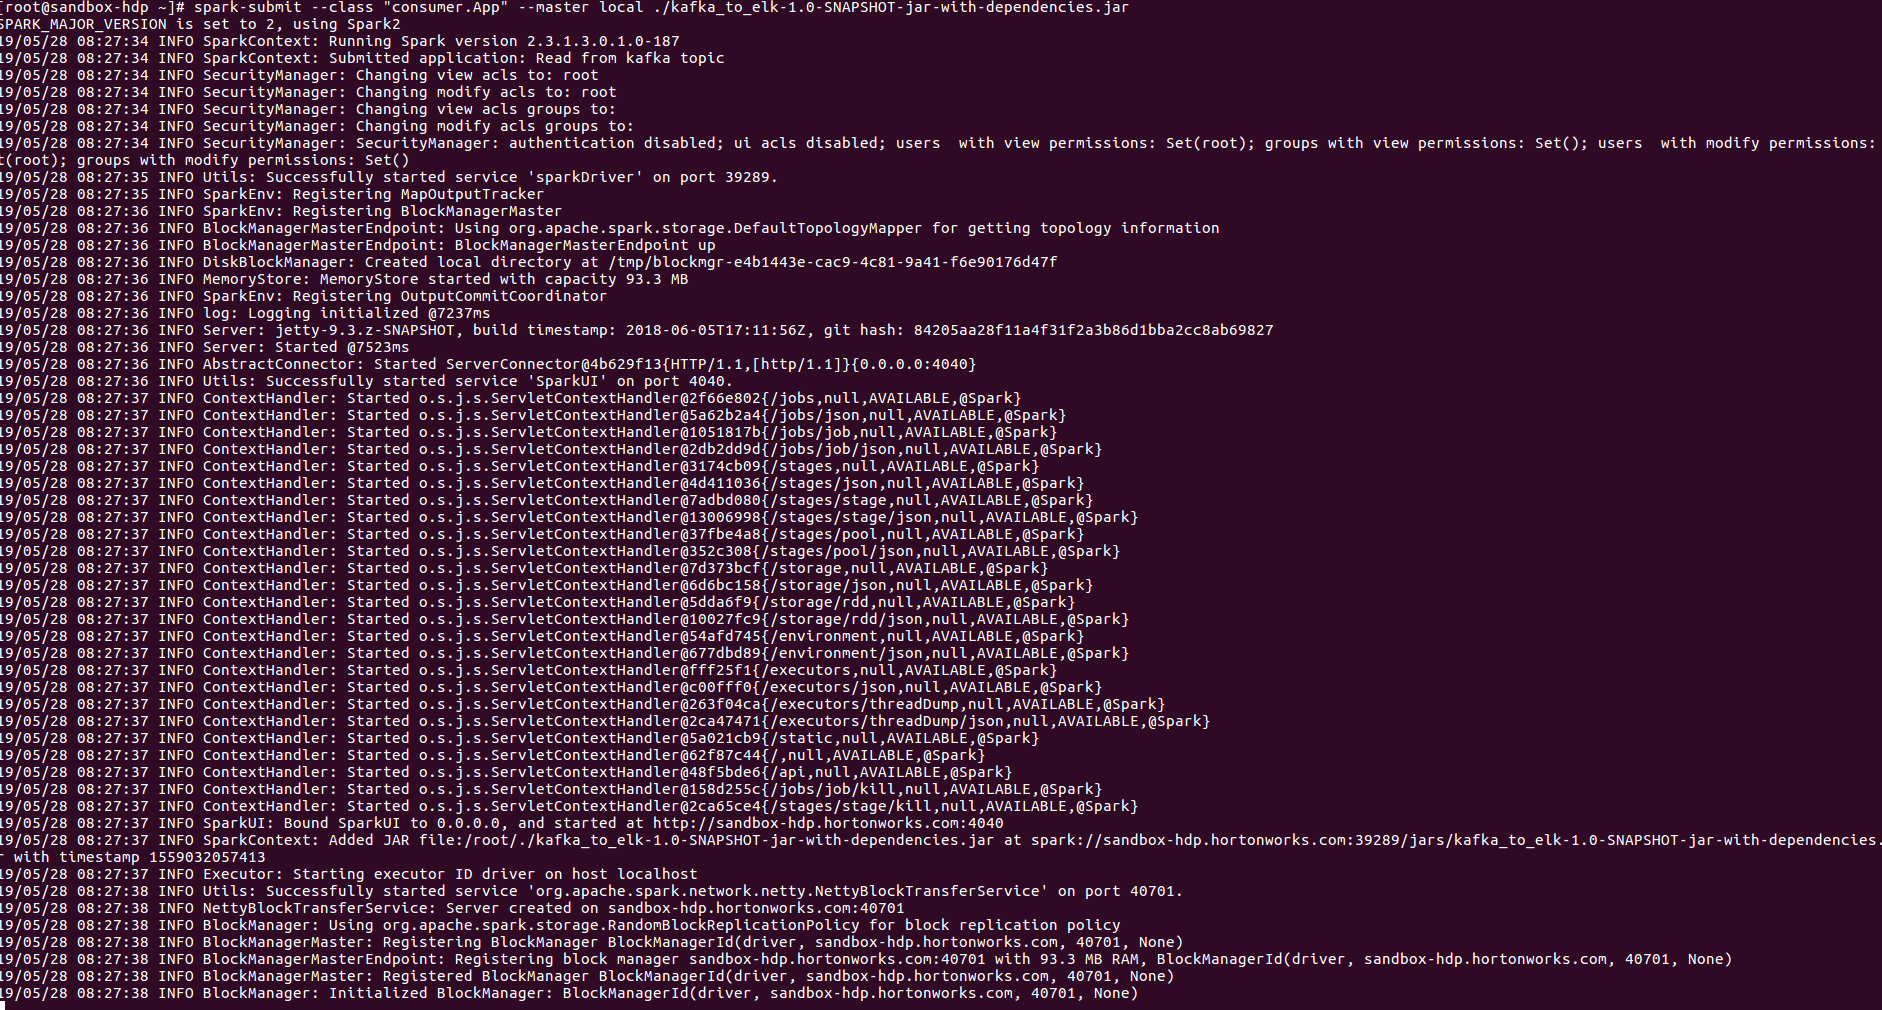 [root@sandbox-hdp ~]# spark-submit --class "consumer.App" --master local ./kafka_to_elk-1.0-SNAPSHOT-jar-with-dependencies.jar
SPARK_MAJOR_VERSION is set to 2, using Spark2
19/05/28 08:27:34 INFO SparkContext: Running Spark version 2.3.1.3.0.1.0-187
19/05/28 08:27:34 INFO SparkContext: Submitted application: Read from kafka topic
19/05/28 08:27:34 INFO SecurityManager: Changing view acls to: root
19/05/28 08:27:34 INFO SecurityManager: Changing modify acls to: root
19/05/28 08:27:34 INFO SecurityManager: Changing view acls groups to:
19/05/28 08:27:34 INFO SecurityManager: Changing modify acls groups to:
19/05/28 08:27:34 INFO SecurityManager: SecurityManager: authentication disabled; ui acls disabled; users  with view permissions: Set(root); groups with view permissions: Set(); users  with modify permissions:
t(root); groups with modify permissions: Set()
19/05/28 08:27:35 INFO Utils: Successfully started service 'sparkDriver' on port 39289.
19/05/28 08:27:35 INFO SparkEnv: Registering MapOutputTracker
19/05/28 08:27:36 INFO SparkEnv: Registering BlockManagerMaster
19/05/28 08:27:36 INFO BlockManagerMasterEndpoint: Using org.apache.spark.storage.DefaultTopologyMapper for getting topology information
19/05/28 08:27:36 INFO BlockManagerMasterEndpoint: BlockManagerMasterEndpoint up
19/05/28 08:27:36 INFO DiskBlockManager: Created local directory at /tmp/blockmgr-e4b1443e-cac9-4c81-9a41-f6e90176d47f
19/05/28 08:27:36 INFO MemoryStore: MemoryStore started with capacity 93.3 MB
19/05/28 08:27:36 INFO SparkEnv: Registering OutputCommitCoordinator
19/05/28 08:27:36 INFO log: Logging initialized @7237ms
19/05/28 08:27:36 INFO Server: jetty-9.3.z-SNAPSHOT, build timestamp: 2018-06-05T17:11:56Z, git hash: 84205aa28f11a4f31f2a3b86d1bba2cc8ab69827
19/05/28 08:27:36 INFO Server: Started @7523ms
19/05/28 08:27:36 INFO AbstractConnector: Started ServerConnector@4b629f13{HTTP/1.1,[http/1.1]}{0.0.0.0:4040}
19/05/28 08:27:36 INFO Utils: Successfully started service 'SparkUI' on port 4040.
19/05/28 08:27:37 INFO ContextHandler: Started o.s.j.s.ServletContextHandler@2f66e802{/jobs,null,AVAILABLE,@Spark}
19/05/28 08:27:37 INFO ContextHandler: Started o.s.j.s.ServletContextHandler@5a62b2a4{/jobs/json,null,AVAILABLE,@Spark}
19/05/28 08:27:37 INFO ContextHandler: Started o.s.j.s.ServletContextHandler@1051817b{/jobs/job,null,AVAILABLE,@Spark}
19/05/28 08:27:37 INFO ContextHandler: Started o.s.j.s.ServletContextHandler@2db2dd9d{/jobs/job/json,null,AVAILABLE,@Spark}
19/05/28 08:27:37 INFO ContextHandler: Started o.s.j.s.ServletContextHandler@3174cb09{/stages,null,AVAILABLE,@Spark}
19/05/28 08:27:37 INFO ContextHandler: Started o.s.j.s.ServletContextHandler@4d411036{/stages/json,null,AVAILABLE,@Spark}
19/05/28 08:27:37 INFO ContextHandler: Started o.s.j.s.ServletContextHandler@7adbd080{/stages/stage,null,AVAILABLE,@Spark}
19/05/28 08:27:37 INFO ContextHandler: Started o.s.j.s.ServletContextHandler@13006998{/stages/stage/json,null,AVAILABLE,@Spark}
19/05/28 08:27:37 INFO ContextHandler: Started o.s.j.s.ServletContextHandler@37fbe4a8{/stages/pool,null,AVAILABLE,@Spark}
19/05/28 08:27:37 INFO ContextHandler: Started o.s.j.s.ServletContextHandler@352c308{/stages/pool/json,null,AVAILABLE,@Spark}
19/05/28 08:27:37 INFO ContextHandler: Started o.s.j.s.ServletContextHandler@7d373bcf{/storage,null,AVAILABLE,@Spark}
19/05/28 08:27:37 INFO ContextHandler: Started o.s.j.s.ServletContextHandler@6d6bc158{/storage/json,null,AVAILABLE,@Spark}
19/05/28 08:27:37 INFO ContextHandler: Started o.s.j.s.ServletContextHandler@5dda6f9{/storage/rdd,null,AVAILABLE,@Spark}
19/05/28 08:27:37 INFO ContextHandler: Started o.s.j.s.ServletContextHandler@10027fc9{/storage/rdd/json,null,AVAILABLE,@Spark}
19/05/28 08:27:37 INFO ContextHandler: Started o.s.j.s.ServletContextHandler@54afd745{/environment,null,AVAILABLE,@Spark}
19/05/28 08:27:37 INFO ContextHandler: Started o.s.j.s.ServletContextHandler@677dbd89{/environment/json,null,AVAILABLE,@Spark}
19/05/28 08:27:37 INFO ContextHandler: Started o.s.j.s.ServletContextHandler@fff25f1{/executors,null,AVAILABLE,@Spark}
19/05/28 08:27:37 INFO ContextHandler: Started o.s.j.s.ServletContextHandler@c00fff0{/executors/json,null,AVAILABLE,@Spark}
19/05/28 08:27:37 INFO ContextHandler: Started o.s.j.s.ServletContextHandler@263f04ca{/executors/threadDump,null,AVAILABLE,@Spark}
19/05/28 08:27:37 INFO ContextHandler: Started o.s.j.s.ServletContextHandler@2ca47471{/executors/threadDump/json,null,AVAILABLE,@Spark}
19/05/28 08:27:37 INFO ContextHandler: Started o.s.j.s.ServletContextHandler@5a021cb9{/static,null,AVAILABLE,@Spark}
19/05/28 08:27:37 INFO ContextHandler: Started o.s.j.s.ServletContextHandler@62f87c44{/,null,AVAILABLE,@Spark}
19/05/28 08:27:37 INFO ContextHandler: Started o.s.j.s.ServletContextHandler@48f5bde6{/api,null,AVAILABLE,@Spark}
19/05/28 08:27:37 INFO ContextHandler: Started o.s.j.s.ServletContextHandler@158d255c{/jobs/job/kill,null,AVAILABLE,@Spark}
19/05/28 08:27:37 INFO ContextHandler: Started o.s.j.s.ServletContextHandler@2ca65ce4{/stages/stage/kill,null,AVAILABLE,@Spark}
19/05/28 08:27:37 INFO SparkUI: Bound SparkUI to 0.0.0.0, and started at http://sandbox-hdp.hortonworks.com:4040
19/05/28 08:27:37 INFO SparkContext: Added JAR file:/root/./kafka_to_elk-1.0-SNAPSHOT-jar-with-dependencies.jar at spark://sandbox-hdp.hortonworks.com:39289/jars/kafka_to_elk-1.0-SNAPSHOT-jar-with-dependencies.
r with timestamp 1559032057413
19/05/28 08:27:37 INFO Executor: Starting executor ID driver on host localhost
19/05/28 08:27:38 INFO Utils: Successfully started service 'org.apache.spark.network.netty.NettyBlockTransferService' on port 40701.
19/05/28 08:27:38 INFO NettyBlockTransferService: Server created on sandbox-hdp.hortonworks.com:40701
19/05/28 08:27:38 INFO BlockManager: Using org.apache.spark.storage.RandomBlockReplicationPolicy for block replication policy
19/05/28 08:27:38 INFO BlockManagerMaster: Registering BlockManager BlockManagerId(driver, sandbox-hdp.hortonworks.com, 40701, None)
19/05/28 08:27:38 INFO BlockManagerMasterEndpoint: Registering block manager sandbox-hdp.hortonworks.com:40701 with 93.3 MB RAM, BlockManagerId(driver, sandbox-hdp.hortonworks.com, 40701, None)
19/05/28 08:27:38 INFO BlockManagerMaster: Registered BlockManager BlockManagerId(driver, sandbox-hdp.hortonworks.com, 40701, None)
19/05/28 08:27:38 INFO BlockManager: Initialized BlockManager: BlockManagerId(driver, sandbox-hdp.hortonworks.com, 40701, None)